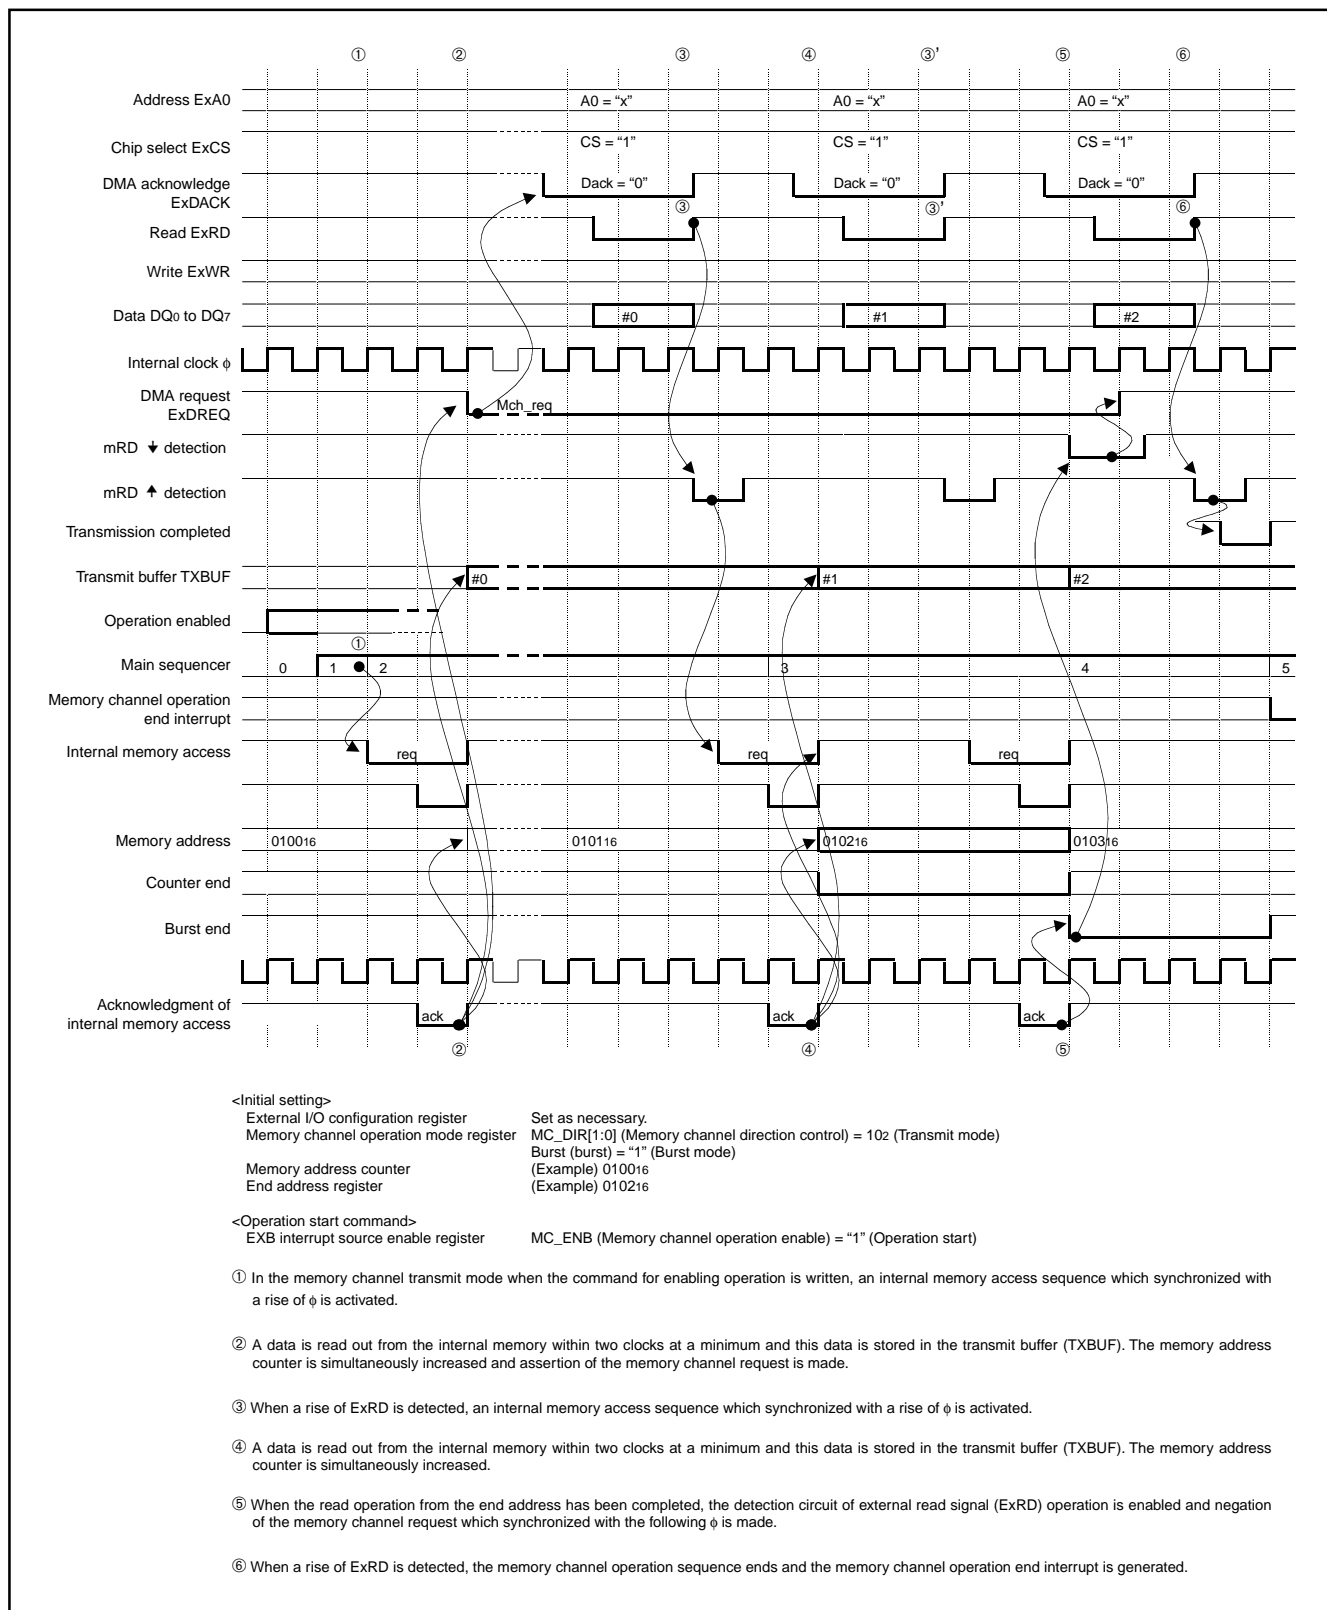 ① ② ③ ④ ③’ ⑤ ⑥
Address ExA0
A0 = “x” A0 = “x” A0 = “x”
Chip select ExCS
CS = “1” CS = “1” CS = “1”
DMA acknowledge
ExDACK
Dack = “0” Dack = “0” Dack = “0”
③ ③’ ⑥
Read ExRD
Write ExWR
Data DQ0 to DQ7
#0 #1 #2
Internal clock ϕ
DMA request
ExDREQ
Mch_req
mRD ↓ detection
mRD ↑ detection
Transmission completed
Transmit buffer TXBUF
#0 #1 #2
Operation enabled
①
Main sequencer
0 1 2 3 4 5
Memory channel operation
end interrupt
Internal memory access
req req req
Memory address
010016 010116 010216 010316
Counter end
Burst end
Acknowledgment of
internal memory access
ack ack ack
② ④ ⑤
<Initial setting>
External I/O configuration register Set as necessary.
Memory channel operation mode register MC_DIR[1:0] (Memory channel direction control) = 102 (Transmit mode)
Burst (burst) = “1” (Burst mode)
Memory address counter (Example) 010016
End address register (Example) 010216
<Operation start command>
EXB interrupt source enable register MC_ENB (Memory channel operation enable) = “1” (Operation start)
① In the memory channel transmit mode when the command for enabling operation is written, an internal memory access sequence which synchronized with
a rise of ϕ is activated.
② A data is read out from the internal memory within two clocks at a minimum and this data is stored in the transmit buffer (TXBUF). The memory address
counter is simultaneously increased and assertion of the memory channel request is made.
③ When a rise of ExRD is detected, an internal memory access sequence which synchronized with a rise of ϕ is activated.
④ A data is read out from the internal memory within two clocks at a minimum and this data is stored in the transmit buffer (TXBUF). The memory address
counter is simultaneously increased.
⑤ When the read operation from the end address has been completed, the detection circuit of external read signal (ExRD) operation is enabled and negation
of the memory channel request which synchronized with the following ϕ is made.
⑥ When a rise of ExRD is detected, the memory channel operation sequence ends and the memory channel operation end interrupt is generated.